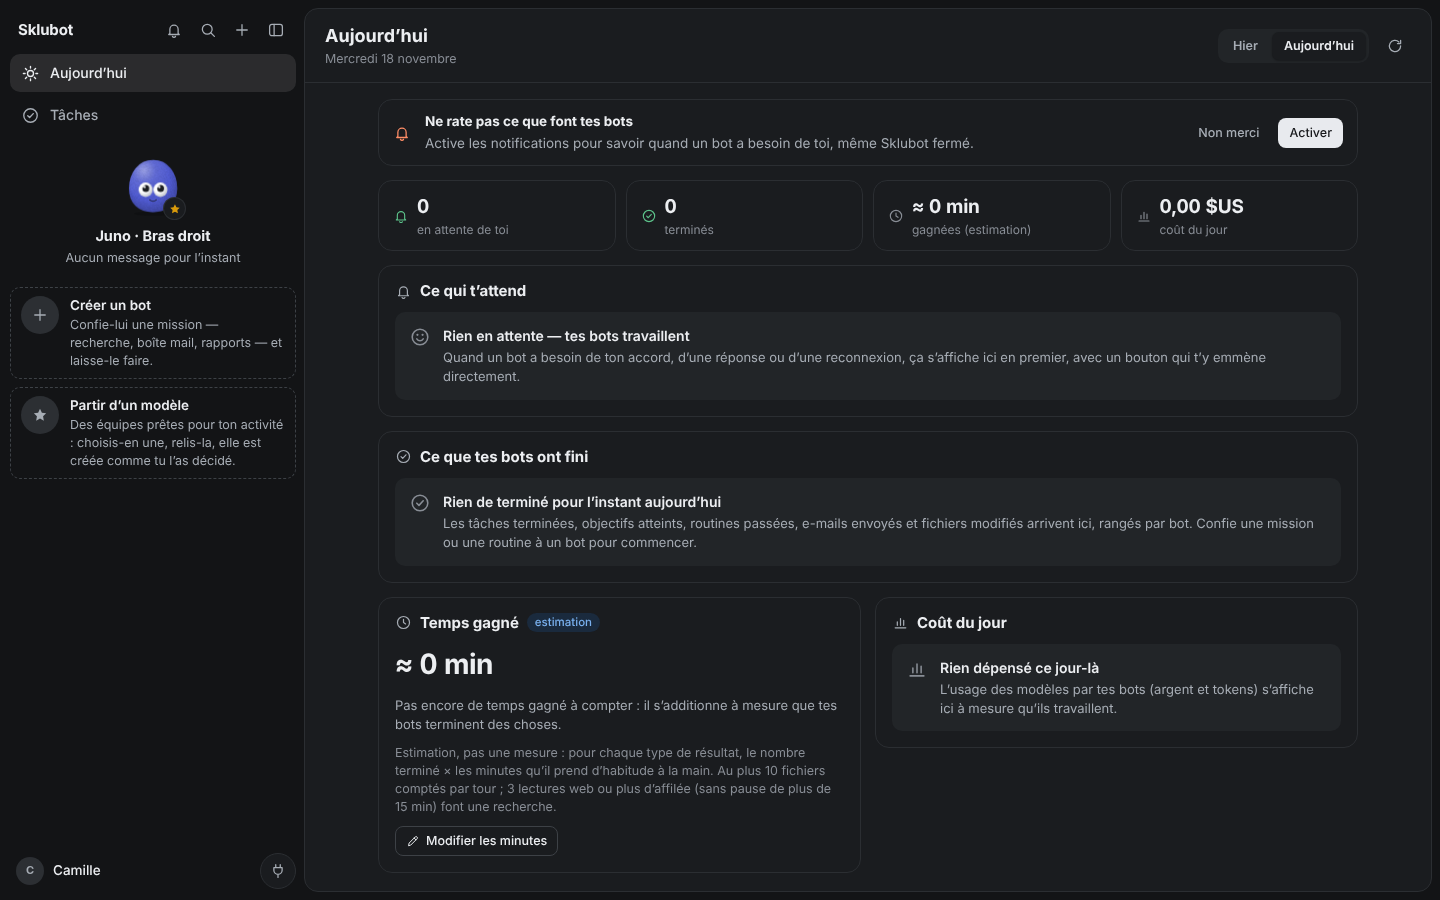 Sklubot
Aujourd’hui
Tâches
Juno · Bras droit
Aucun message pour l’instant
Créer un bot
Confie-lui une mission —
recherche, boîte mail, rapports — et
laisse-le faire.
Partir d’un modèle
Des équipes prêtes pour ton activité
: choisis-en une, relis-la, elle est
créée comme tu l’as décidé.
C
Camille
Aujourd’hui
Mercredi 18 novembre
Hier
Aujourd’hui
Ne rate pas ce que font tes bots
Active les notifications pour savoir quand un bot a besoin de toi, même Sklubot fermé.
Non merci
Activer
0
en attente de toi
0
terminés
≈ 0 min
gagnées (estimation)
0,00 $US
coût du jour
Ce qui t’attend
Rien en attente — tes bots travaillent
Quand un bot a besoin de ton accord, d’une réponse ou d’une reconnexion, ça s’affiche ici en premier, avec un bouton qui t’y emmène
directement.
Ce que tes bots ont fini
Rien de terminé pour l’instant aujourd’hui
Les tâches terminées, objectifs atteints, routines passées, e-mails envoyés et fichiers modifiés arrivent ici, rangés par bot. Confie une mission
ou une routine à un bot pour commencer.
Temps gagné
estimation
≈ 0 min
Pas encore de temps gagné à compter : il s’additionne à mesure que tes
bots terminent des choses.
Estimation, pas une mesure : pour chaque type de résultat, le nombre
terminé × les minutes qu’il prend d’habitude à la main. Au plus 10 fichiers
comptés par tour ; 3 lectures web ou plus d’affilée (sans pause de plus de
15 min) font une recherche.
Modifier les minutes
Coût du jour
Rien dépensé ce jour-là
L’usage des modèles par tes bots (argent et tokens) s’affiche
ici à mesure qu’ils travaillent.